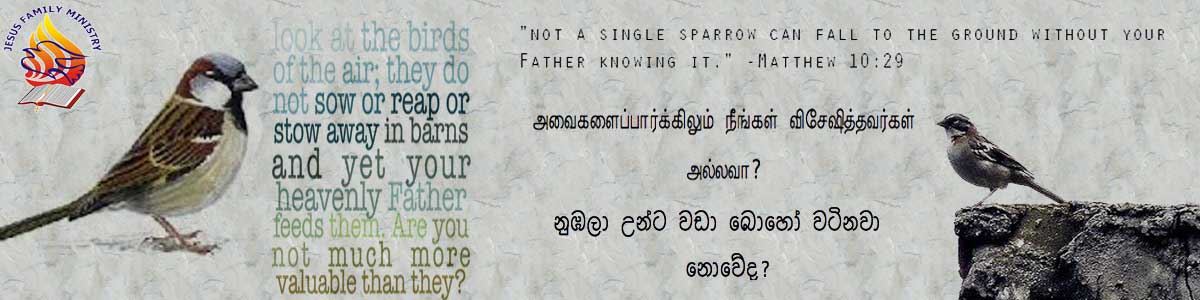 JESUS FAMILY MINISTRY
look at the birds
of the air; they do
not sow or reap or
stow away in barns
and yet your
heavenly Father
feeds them. Are you
not much more
valuable than they?
"NOT A SINGLE SPARROW CAN FALL TO THE GROUND WITHOUT YOUR
FATHER KNOWING IT." -MATTHEW 10:29
அவைகளைப்பார்க்கிலும் நீங்கள் விசேஷித்தவர்கள்
அல்லவா?
නුඹලා උන්ට වඩා බොහෝ වටිනවා
නොවේද?